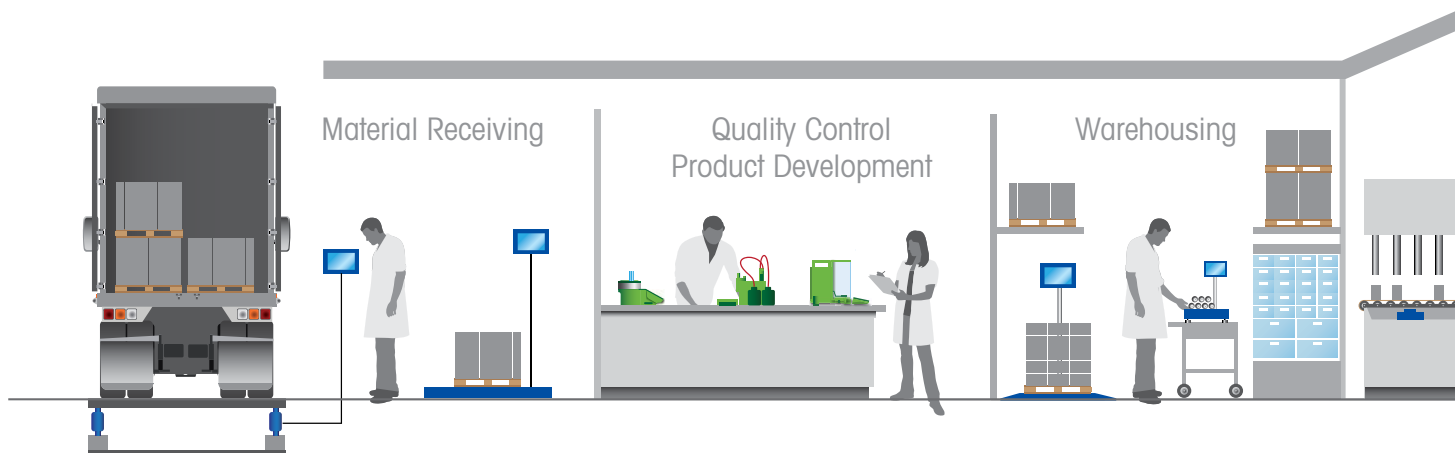 Material Receiving
Quality Control
Product Development
Warehousing